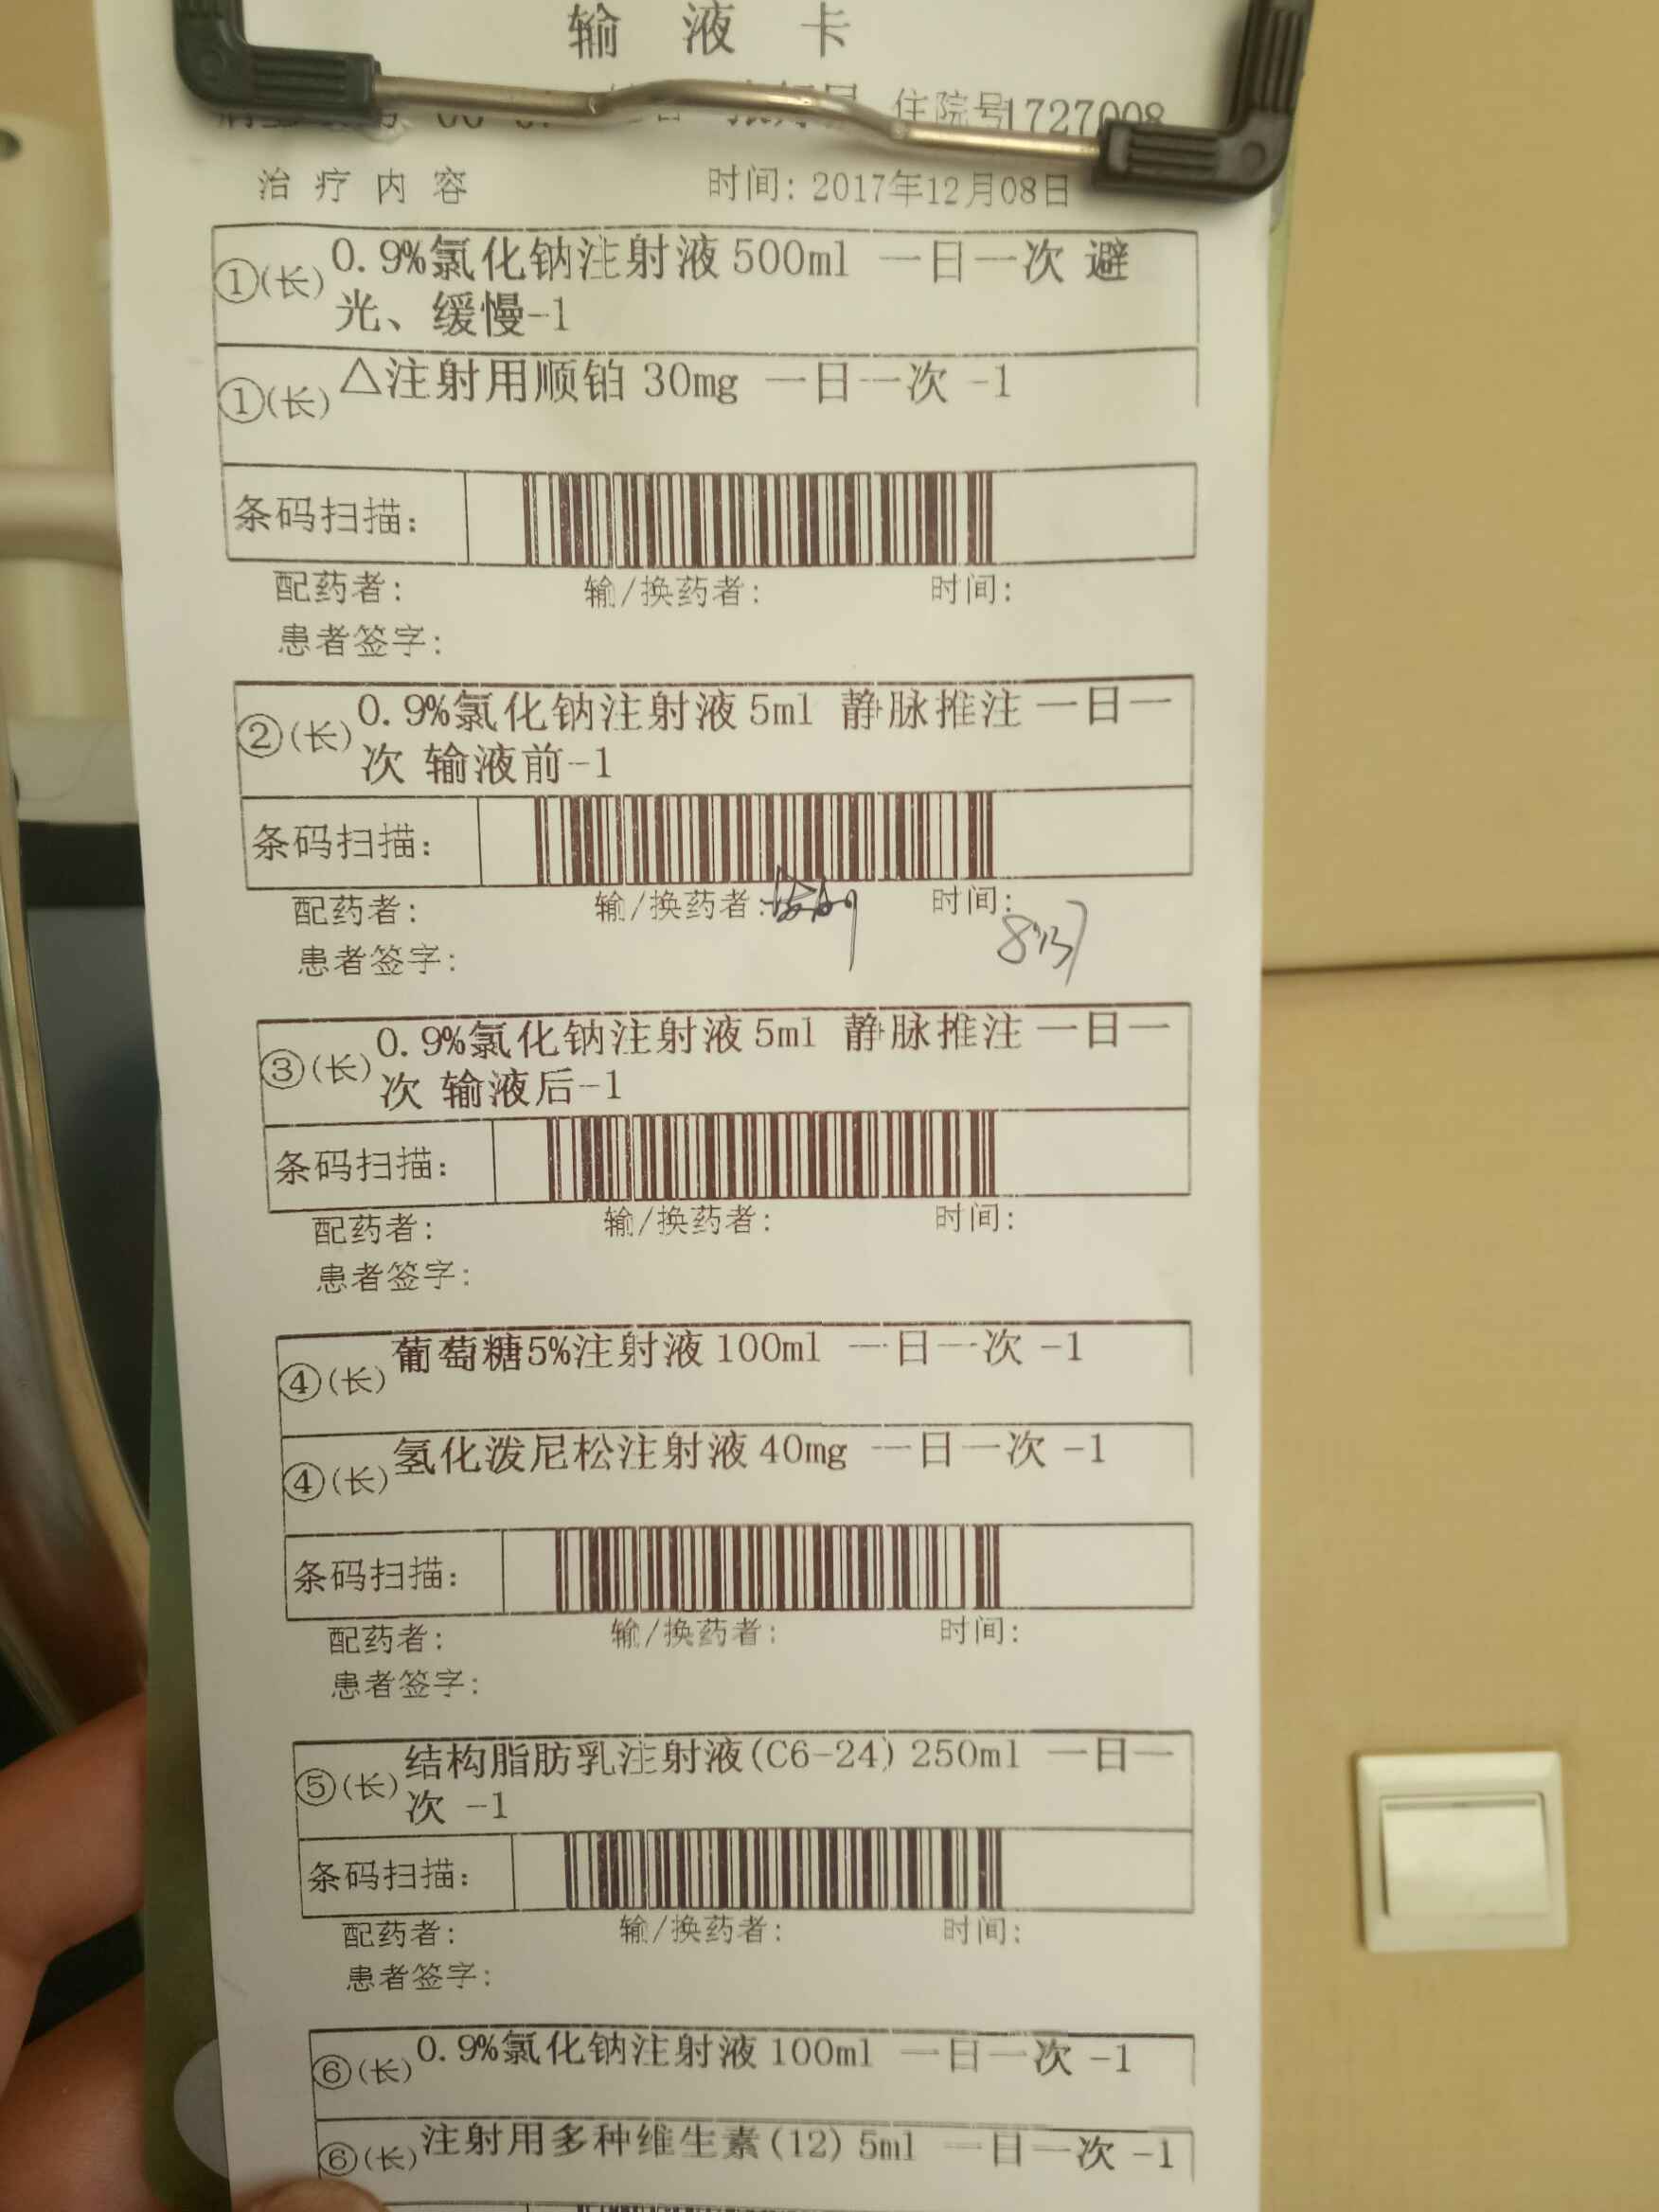 输液卡
住院号1727008
治疗内容 时间: 2017年12月08日
①(长) 0.9%氯化钠注射液 500ml 一日一次 避
光、缓慢-1
①(长) △注射用顺铂 30mg 一日一次 -1
条码扫描:
配药者: 输/换药者: 时间:
患者签字:
②(长) 0.9%氯化钠注射液 5ml 静脉推注 一日一
次 输液前-1
条码扫描:
配药者: 输/换药者: 时间:
患者签字:
③(长) 0.9%氯化钠注射液 5ml 静脉推注 一日一
次 输液后-1
条码扫描:
配药者: 输/换药者: 时间:
患者签字:
④(长) 葡萄糖5%注射液 100ml 一日一次 -1
④(长) 氢化泼尼松注射液 40mg 一日一次 -1
条码扫描:
配药者: 输/换药者: 时间:
患者签字:
⑤(长) 结构脂肪乳注射液(C6-24) 250ml 一日一
次 -1
条码扫描:
配药者: 输/换药者: 时间:
患者签字:
⑥(长) 0.9%氯化钠注射液 100ml 一日一次 -1
⑥(长) 注射用多种维生素(12) 5ml 一日一次 -1